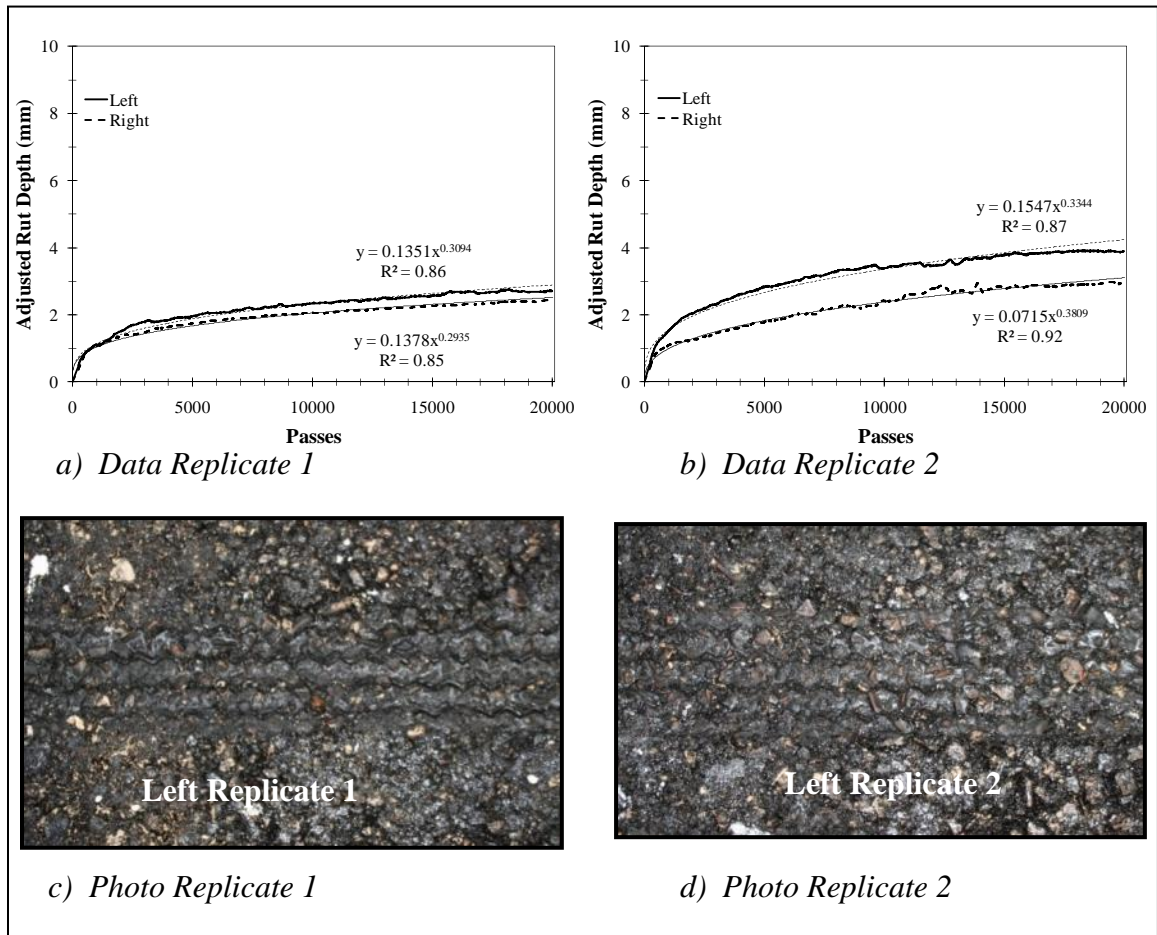 10
8
6
4
2
0
Adjusted Rut Depth (mm)
Left
Right
y = 0.1351x^0.3094
R² = 0.86
y = 0.1378x^0.2935
R² = 0.85
0 5000 10000 15000 20000
Passes
a) Data Replicate 1
10
8
6
4
2
0
Adjusted Rut Depth (mm)
Left
Right
y = 0.1547x^0.3344
R² = 0.87
y = 0.0715x^0.3809
R² = 0.92
0 5000 10000 15000 20000
Passes
b) Data Replicate 2
Left Replicate 1
Left Replicate 2
c) Photo Replicate 1
d) Photo Replicate 2